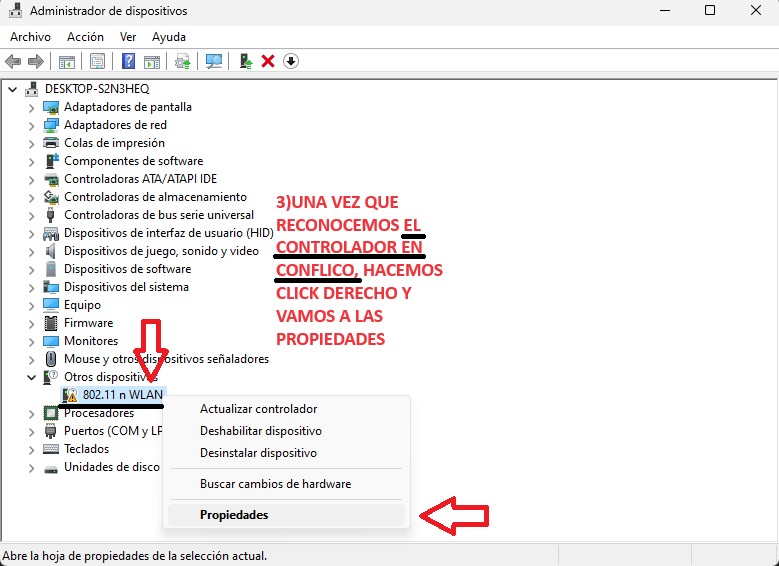 Administrador de dispositivos
Archivo Acción Ver Ayuda
DESKTOP-S2N3HEQ
Adaptadores de pantalla
Adaptadores de red
Colas de impresión
Componentes de software
Controladoras ATA/ATAPI IDE
Controladoras de almacenamiento
Controladoras de bus serie universal
Dispositivos de interfaz de usuario (HID)
Dispositivos de juego, sonido y video
Dispositivos de software
Dispositivos del sistema
Equipo
Firmware
Monitores
Mouse y otros dispositivos señaladores
Otros dispositivos
802.11 n WLAN
Procesadores
Puertos (COM y LP
Teclados
Unidades de disco
3)UNA VEZ QUE
RECONOCEMOS EL
CONTROLADOR EN
CONFLICO, HACEMOS
CLICK DERECHO Y
VAMOS A LAS
PROPIEDADES
Actualizar controlador
Deshabilitar dispositivo
Desinstalar dispositivo
Buscar cambios de hardware
Propiedades
Abre la hoja de propiedades de la selección actual.